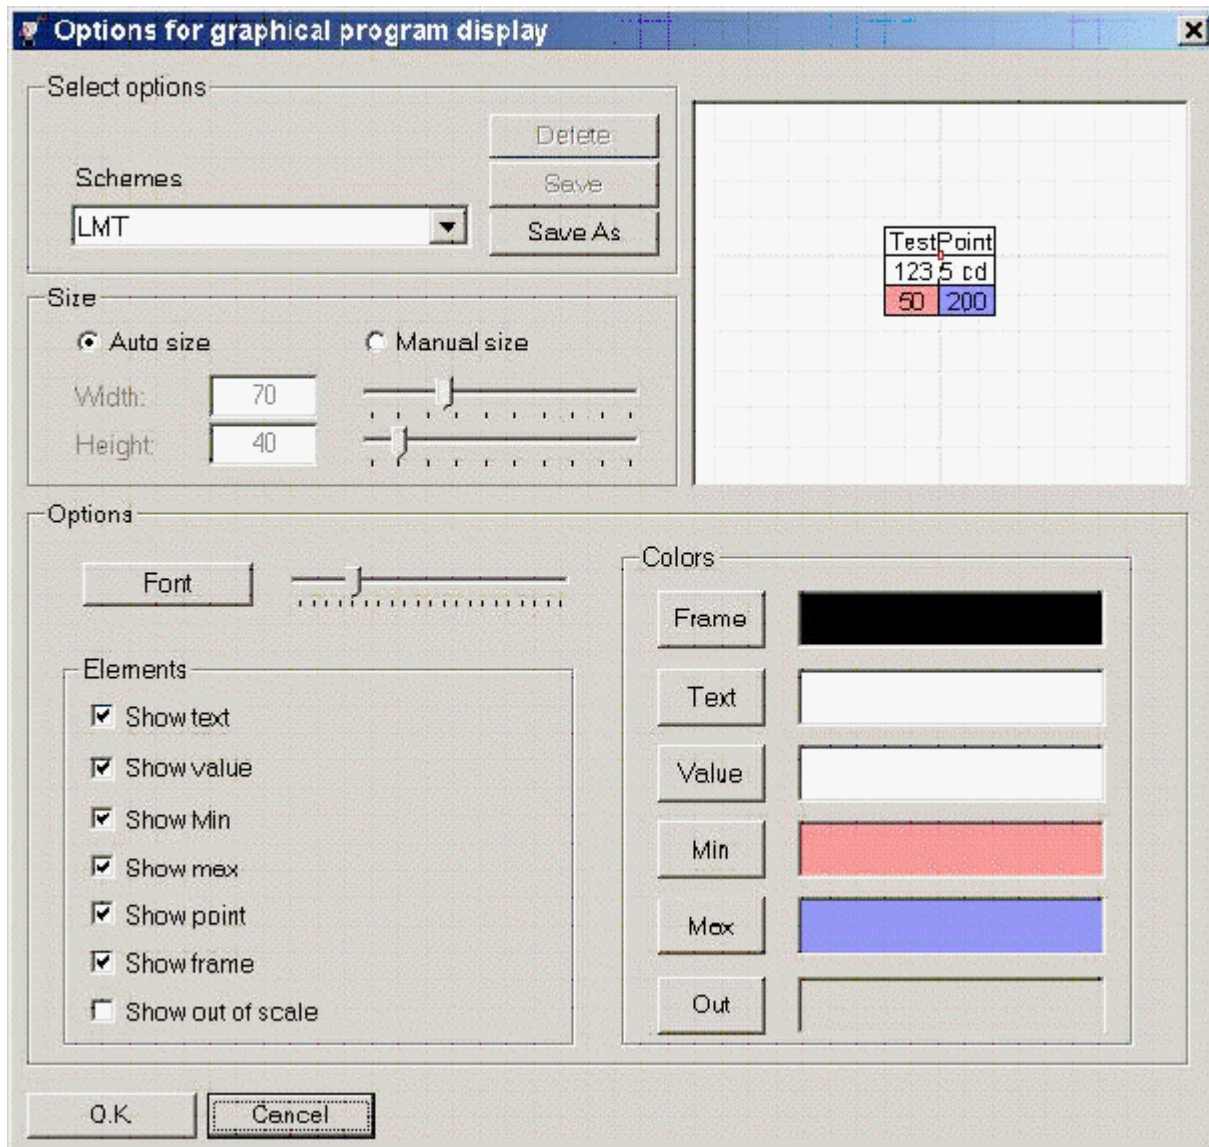 Options for graphical program display
Select options
Delete
Schemes
Save
LMT
Save As
TestPoint
123,5 cd
50 200
Size
Auto size
Manual size
Width:
70
Height:
40
Options
Font
Elements
Show text
Show value
Show Min
Show max
Show point
Show frame
Show out of scale
Colors
Frame
Text
Value
Min
Max
Out
O.K.
Cancel